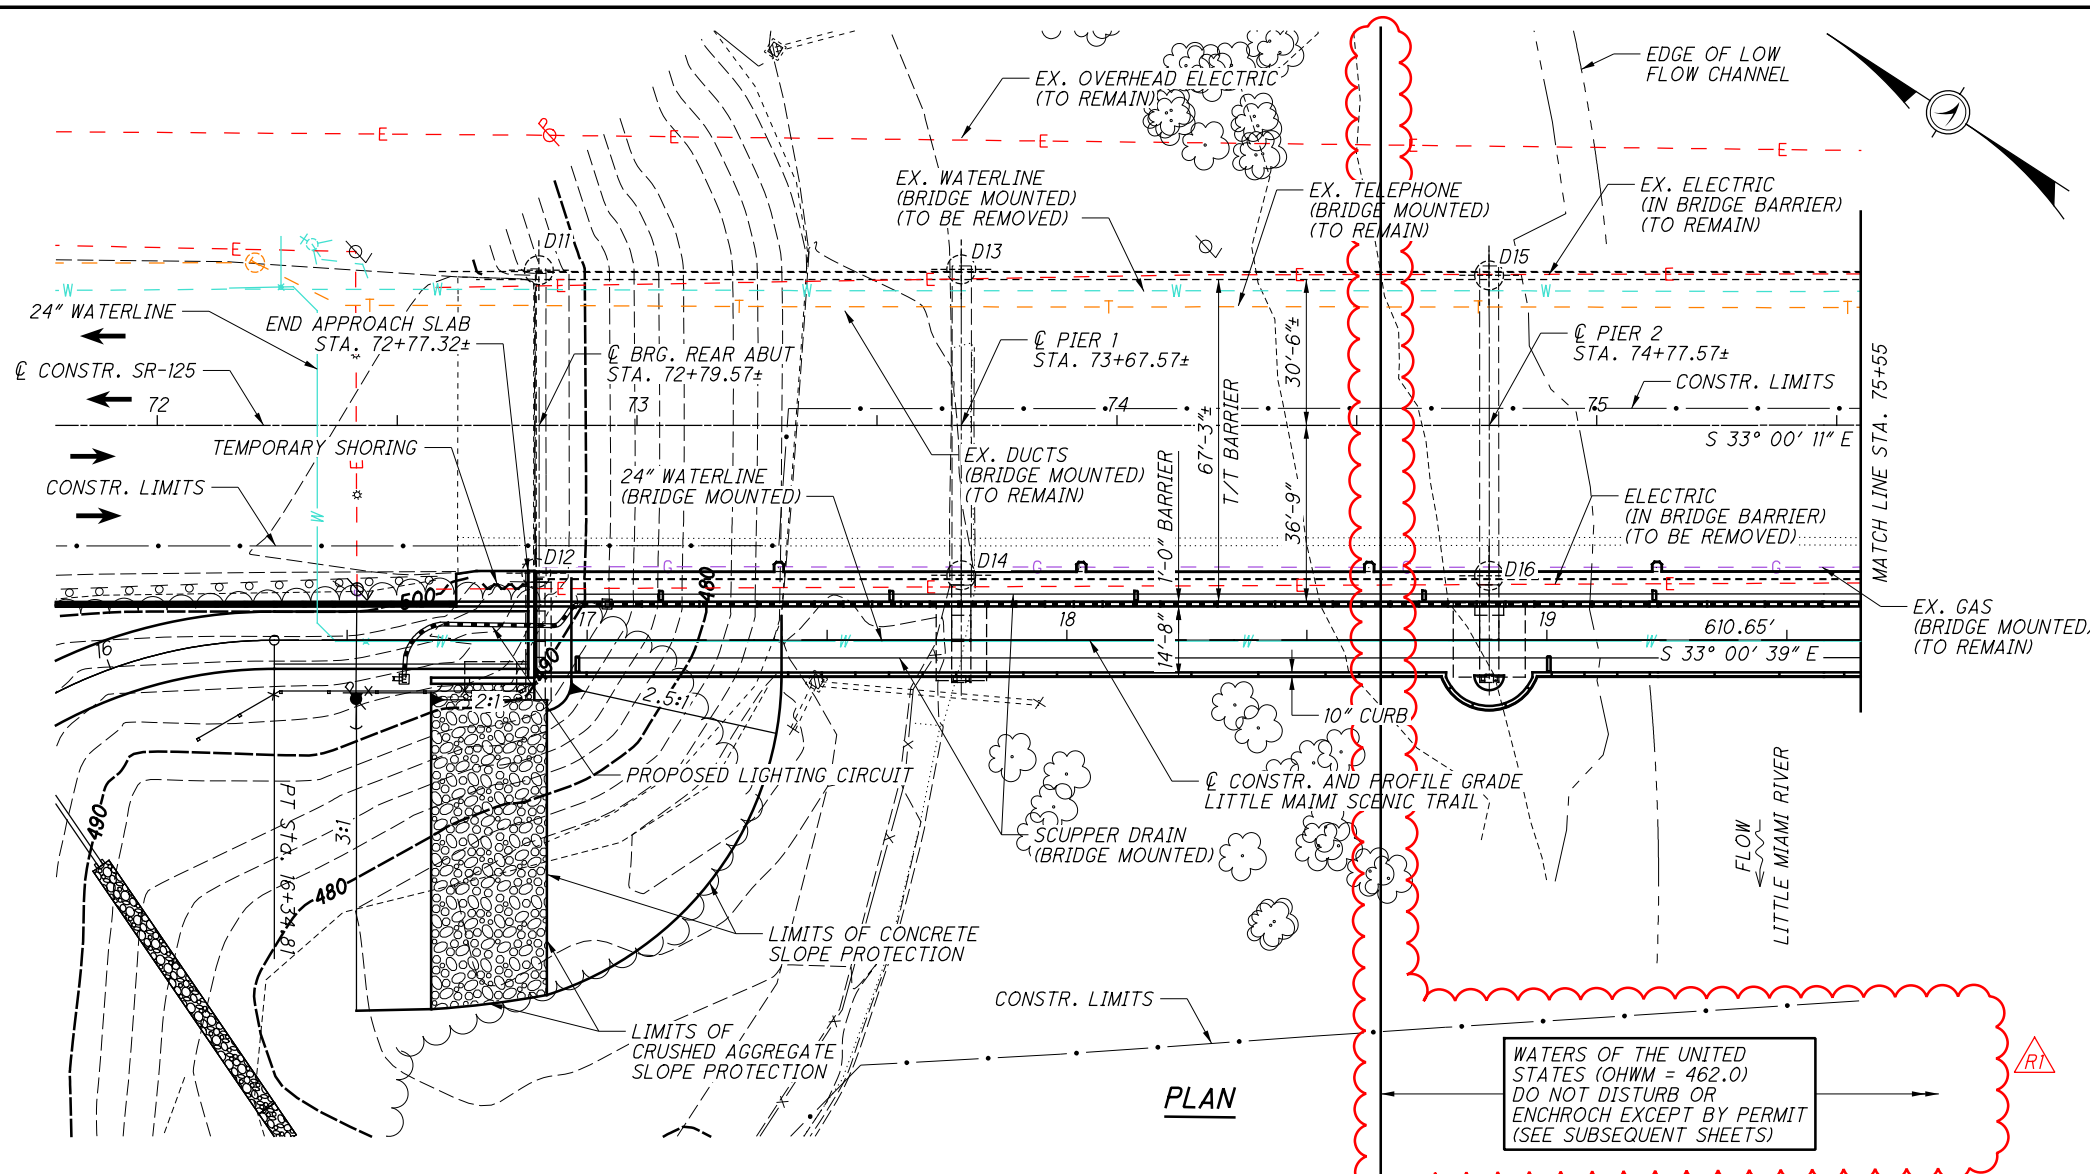 EDGE OF LOW
FLOW CHANNEL
EX. OVERHEAD ELECTRIC
(TO REMAIN)
E
E
E
E
E
P
EX. WATERLINE
(BRIDGE MOUNTED)
(TO BE REMOVED)
EX. TELEPHONE
(BRIDGE MOUNTED)
(TO REMAIN)
EX. ELECTRIC
(IN BRIDGE BARRIER)
(TO REMAIN)
D11
D13
D15
E
E
E
E
E
W
W
W
W
W
T
T
T
T
T
24" WATERLINE
END APPROACH SLAB
STA. 72+77.32±
℄ BRG. REAR ABUT
STA. 72+79.57±
℄ PIER 1
STA. 73+67.57±
℄ PIER 2
STA. 74+77.57±
30'-6"±
67'-3"±
T/T BARRIER
MATCH LINE STA. 75+55
℄ CONSTR. SR-125
CONSTR. LIMITS
72
73
74
75
S 33° 00' 11" E
TEMPORARY SHORING
EX. DUCTS
(BRIDGE MOUNTED)
(TO REMAIN)
24" WATERLINE
(BRIDGE MOUNTED)
1'-0" BARRIER
36'-9"
CONSTR. LIMITS
ELECTRIC
(IN BRIDGE BARRIER)
(TO BE REMOVED)
E
W
D12
D14
D16
G
G
G
E
E
E
E
500
480
EX. GAS
(BRIDGE MOUNTED)
(TO REMAIN)
16
17
18
19
610.65'
W
W
W
W
14'-8"
S 33° 00' 39" E
490
2:1
2.5:1
10" CURB
PROPOSED LIGHTING CIRCUIT
℄ CONSTR. AND PROFILE GRADE
LITTLE MAIMI SCENIC TRAIL
SCUPPER DRAIN
(BRIDGE MOUNTED)
PT Sta. 16+34.81
3:1
490
480
FLOW
LITTLE MIAMI RIVER
LIMITS OF CONCRETE
SLOPE PROTECTION
CONSTR. LIMITS
LIMITS OF
CRUSHED AGGREGATE
SLOPE PROTECTION
PLAN
WATERS OF THE UNITED
STATES (OHWM = 462.0)
DO NOT DISTURB OR
ENCHROCH EXCEPT BY PERMIT
(SEE SUBSEQUENT SHEETS)
R1